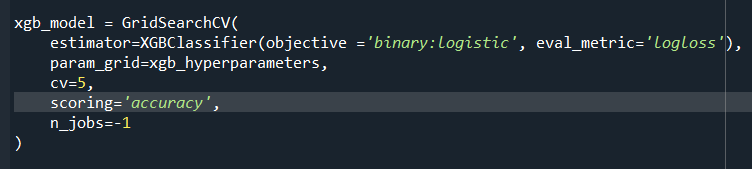 xgb_model = GridSearchCV(
    estimator=XGBClassifier(objective ='binary:logistic', eval_metric='logloss'),
    param_grid=xgb_hyperparameters,
    cv=5,
    scoring='accuracy',
    n_jobs=-1
)